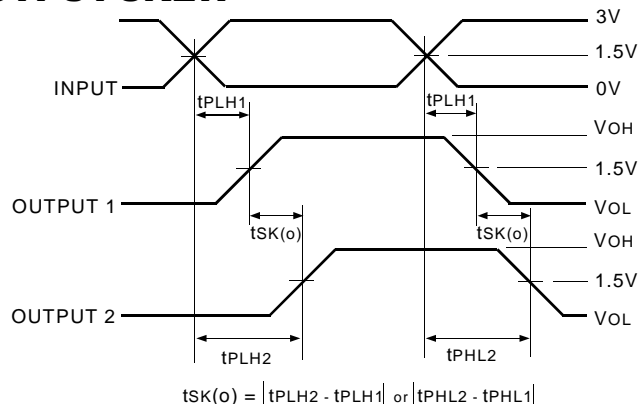 3V
1.5V
INPUT
0V
tPLH1
tPLH1
VOH
1.5V
OUTPUT 1
VOL
tSK(o)
tSK(o)
VOH
1.5V
OUTPUT 2
VOL
tPLH2
tPHL2
tSK(o) = |tPLH2 - tPLH1| or |tPHL2 - tPHL1|